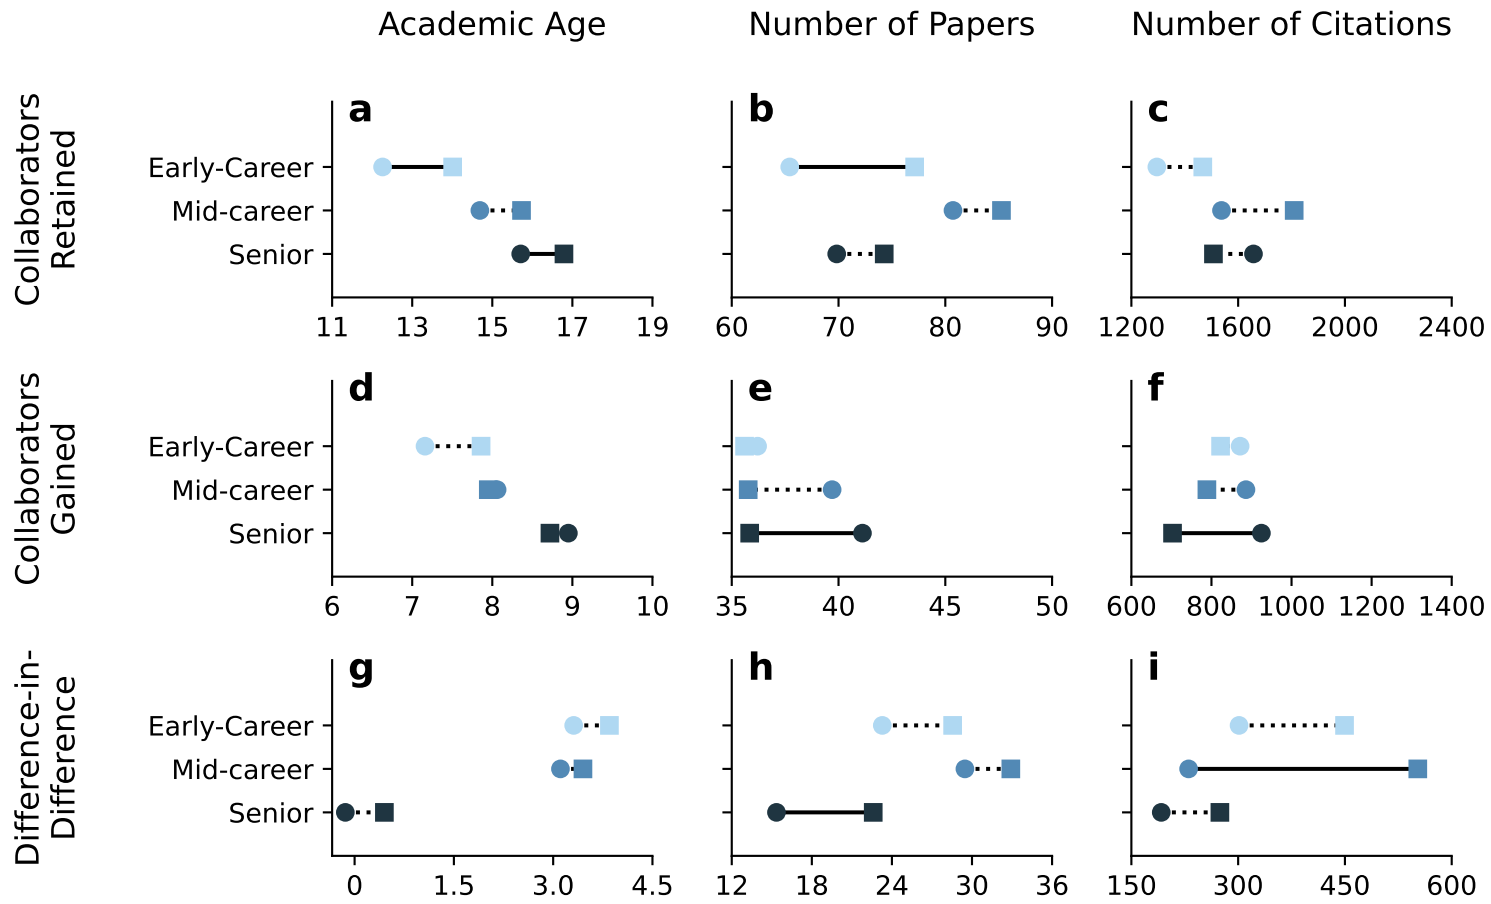 Academic Age
Number of Papers
Number of Citations
Collaborators
Retained
a
b
c
Early-Career
Mid-career
Senior
11 13 15 17 19
60 70 80 90
1200 1600 2000 2400
Collaborators
Gained
d
e
f
Early-Career
Mid-career
Senior
6 7 8 9 10
35 40 45 50
600 800 1000 1200 1400
Difference-in-
Difference
g
h
i
Early-Career
Mid-career
Senior
0 1.5 3.0 4.5
12 18 24 30 36
150 300 450 600